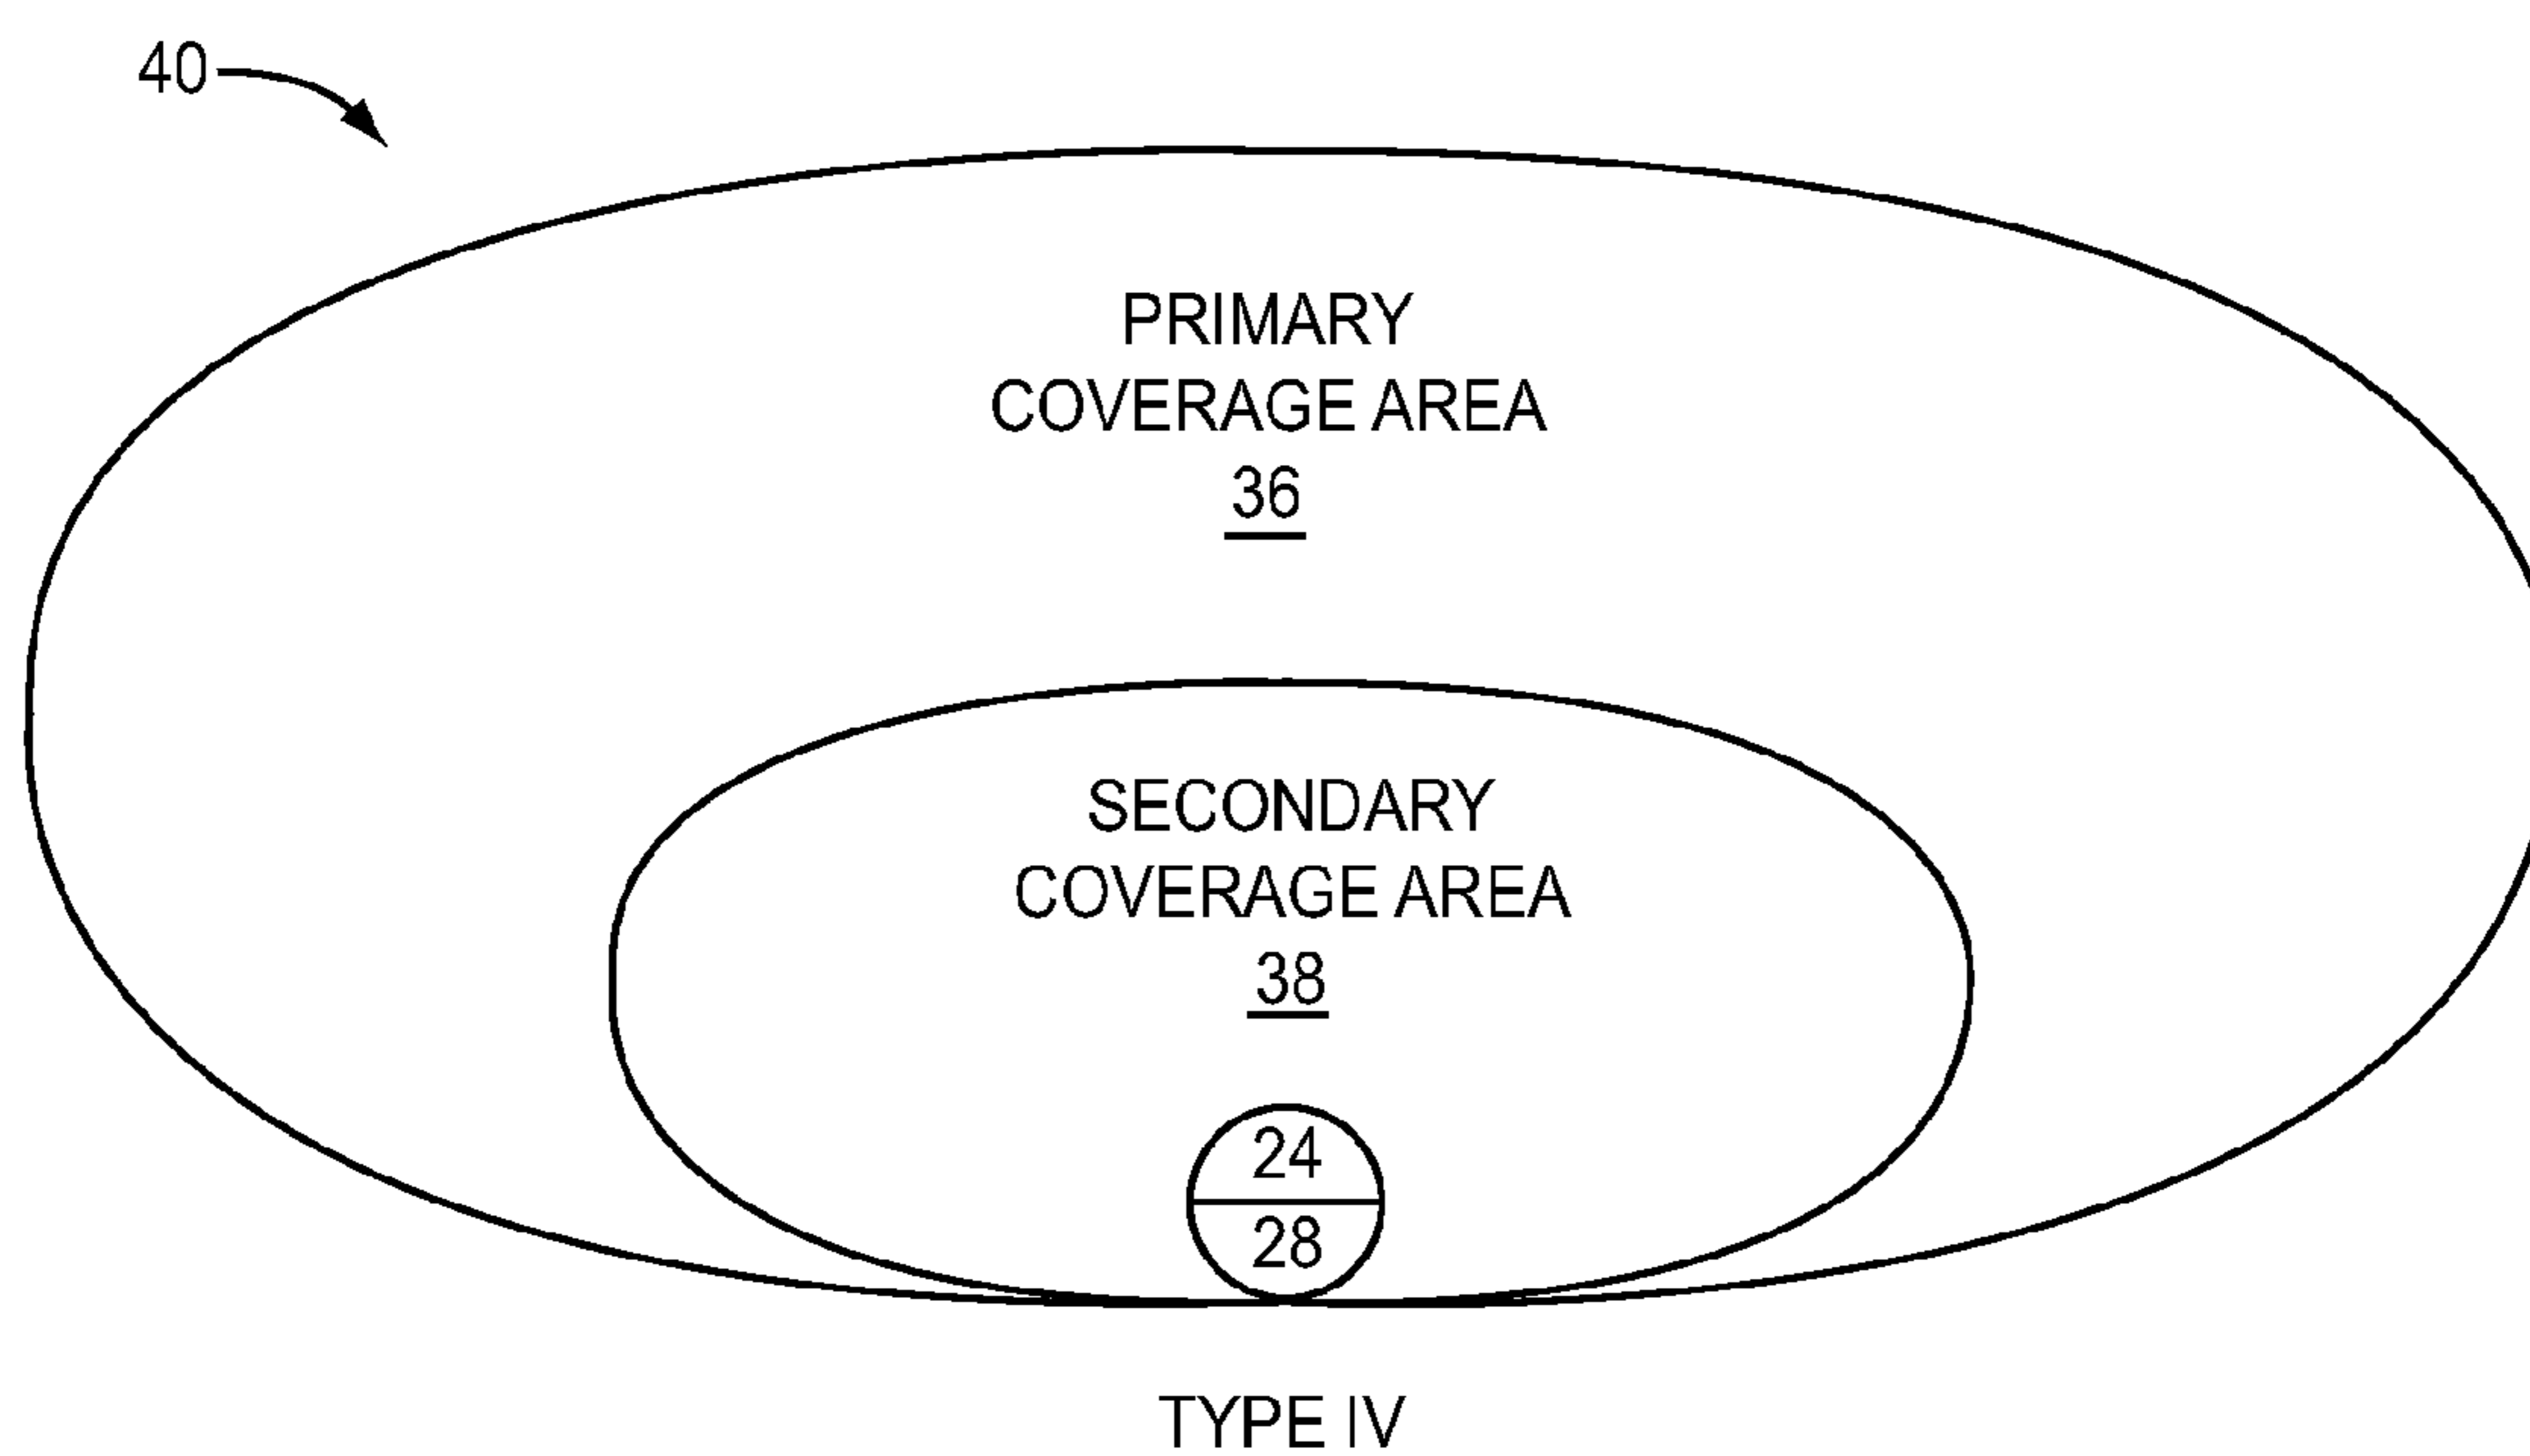 40
PRIMARY
COVERAGE AREA
36
SECONDARY
COVERAGE AREA
38
24
28
TYPE IV